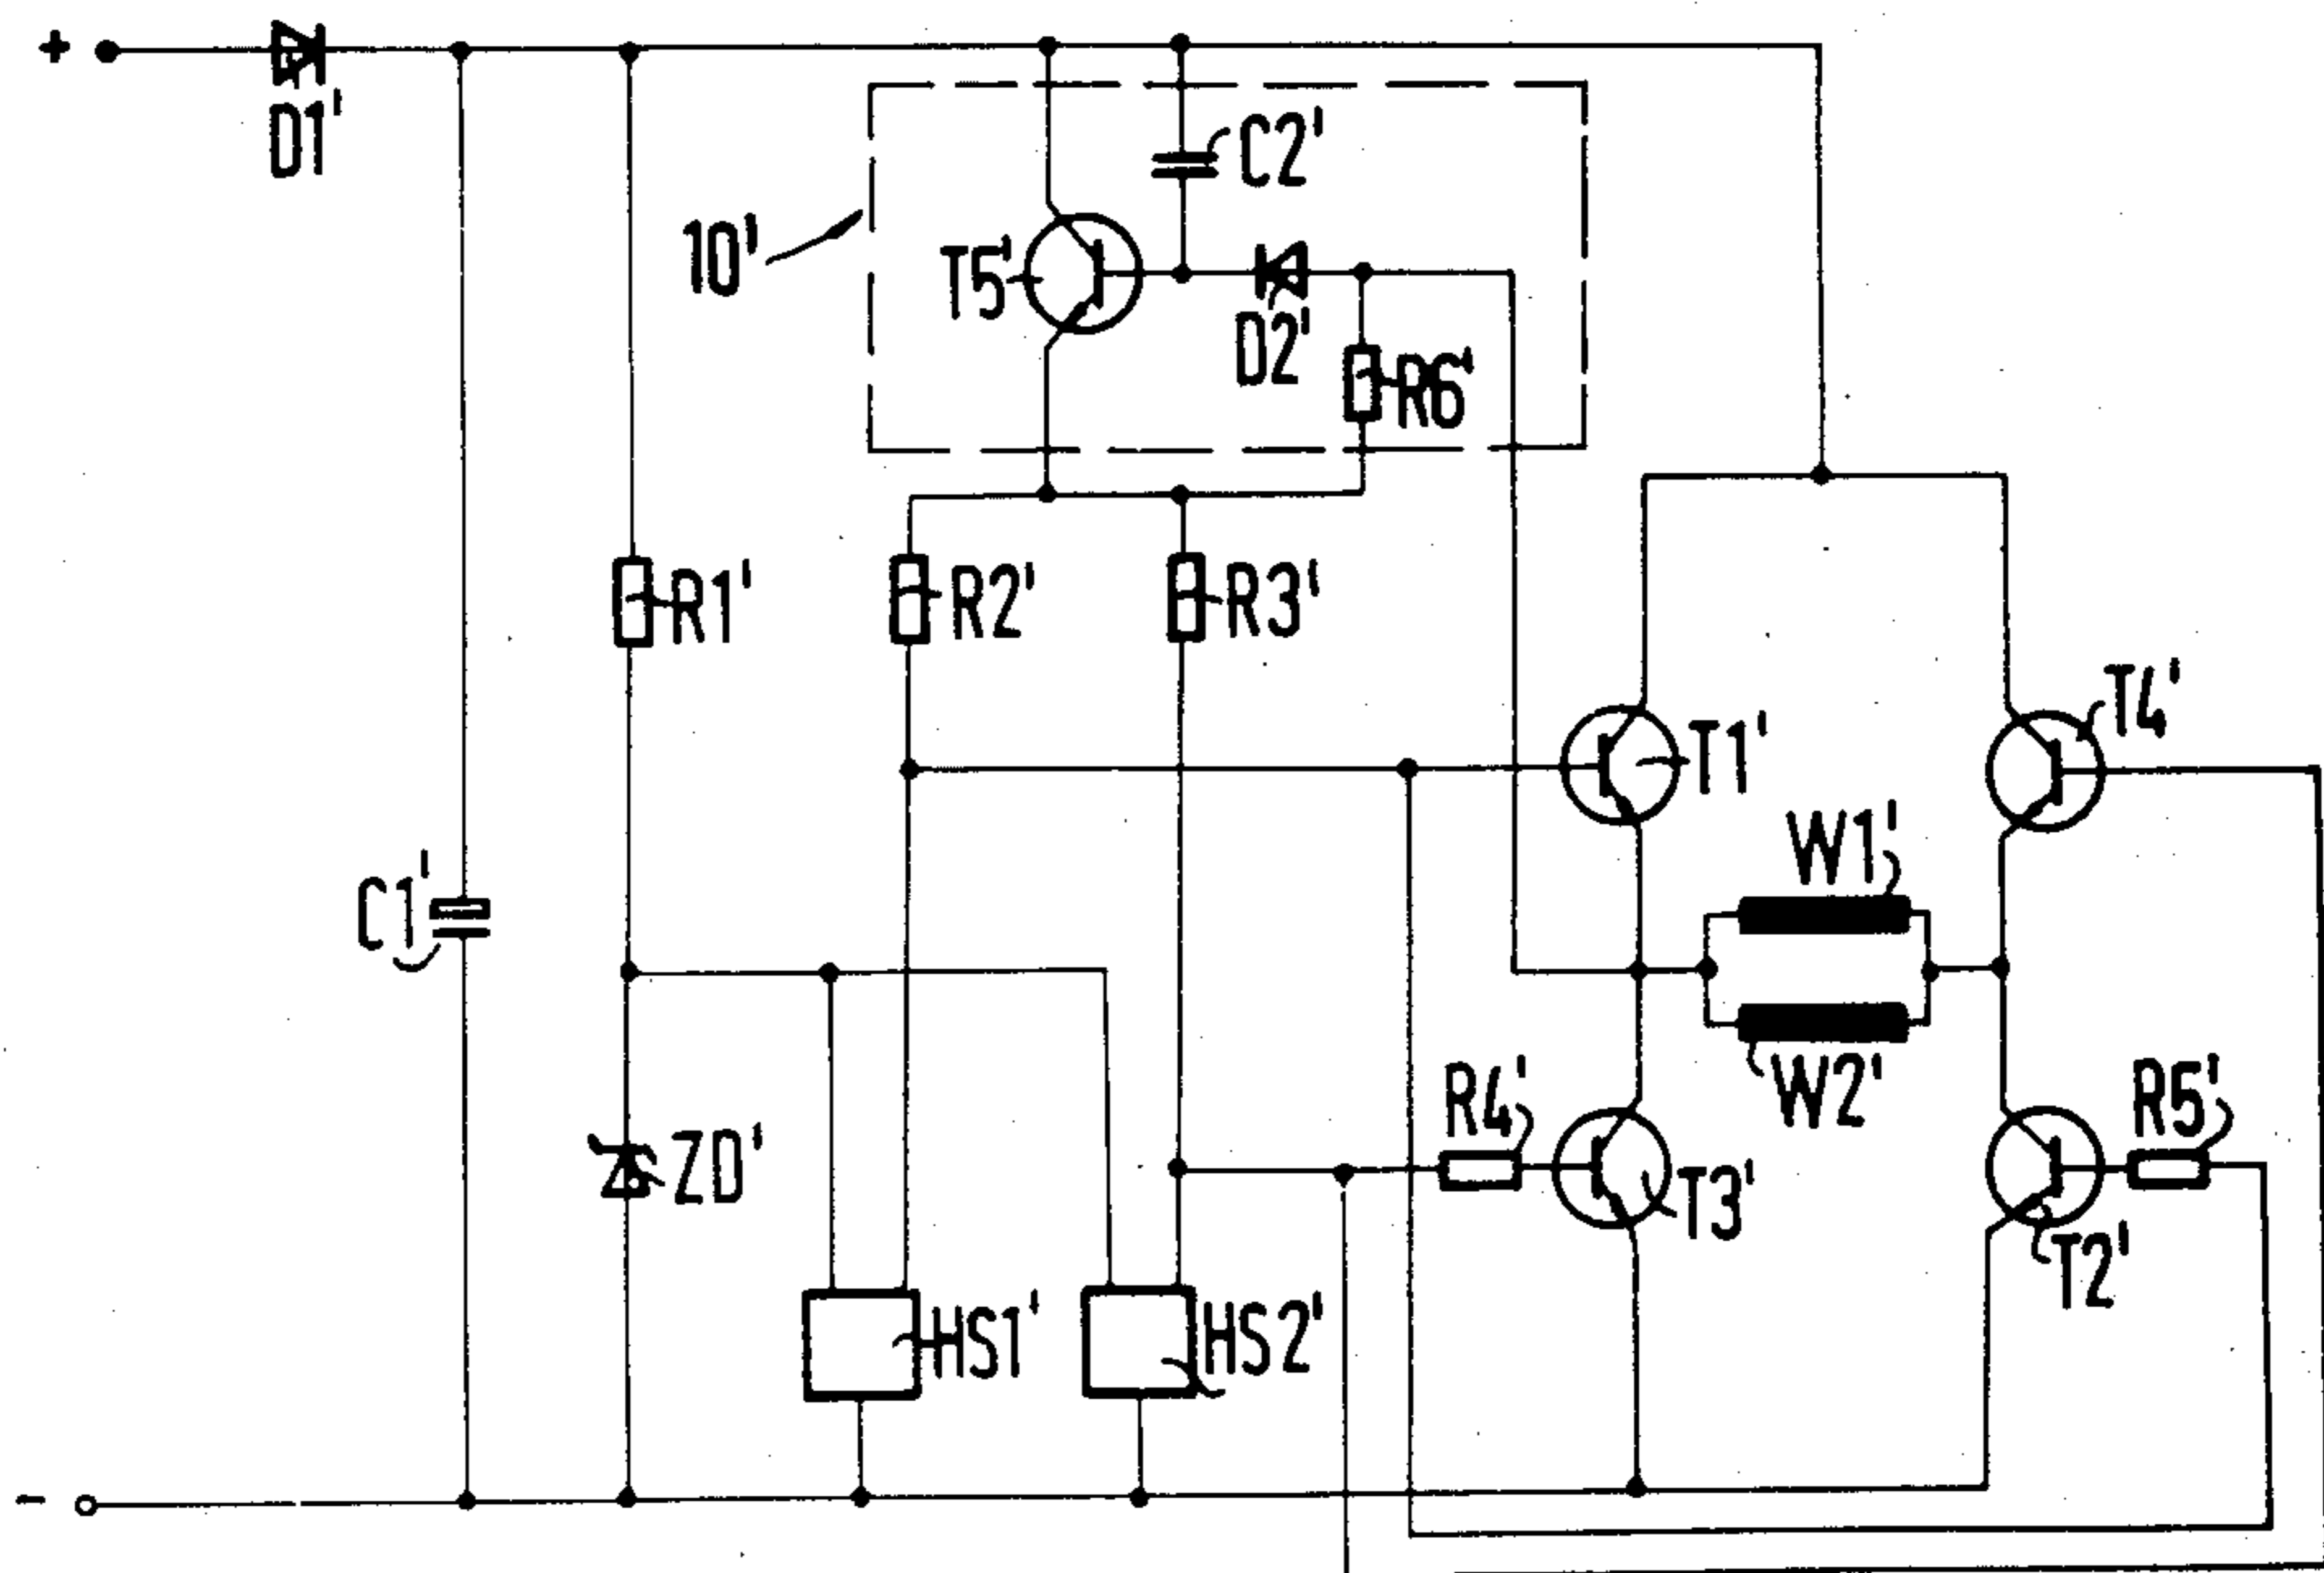 +
D1'
C2'
10'
T5'
D2'
R6'
R1'
R2'
R3'
T1'
T4'
W1'
C1'
W2'
R4'
R5'
ZD'
T3'
T2'
HS1'
HS2'
-